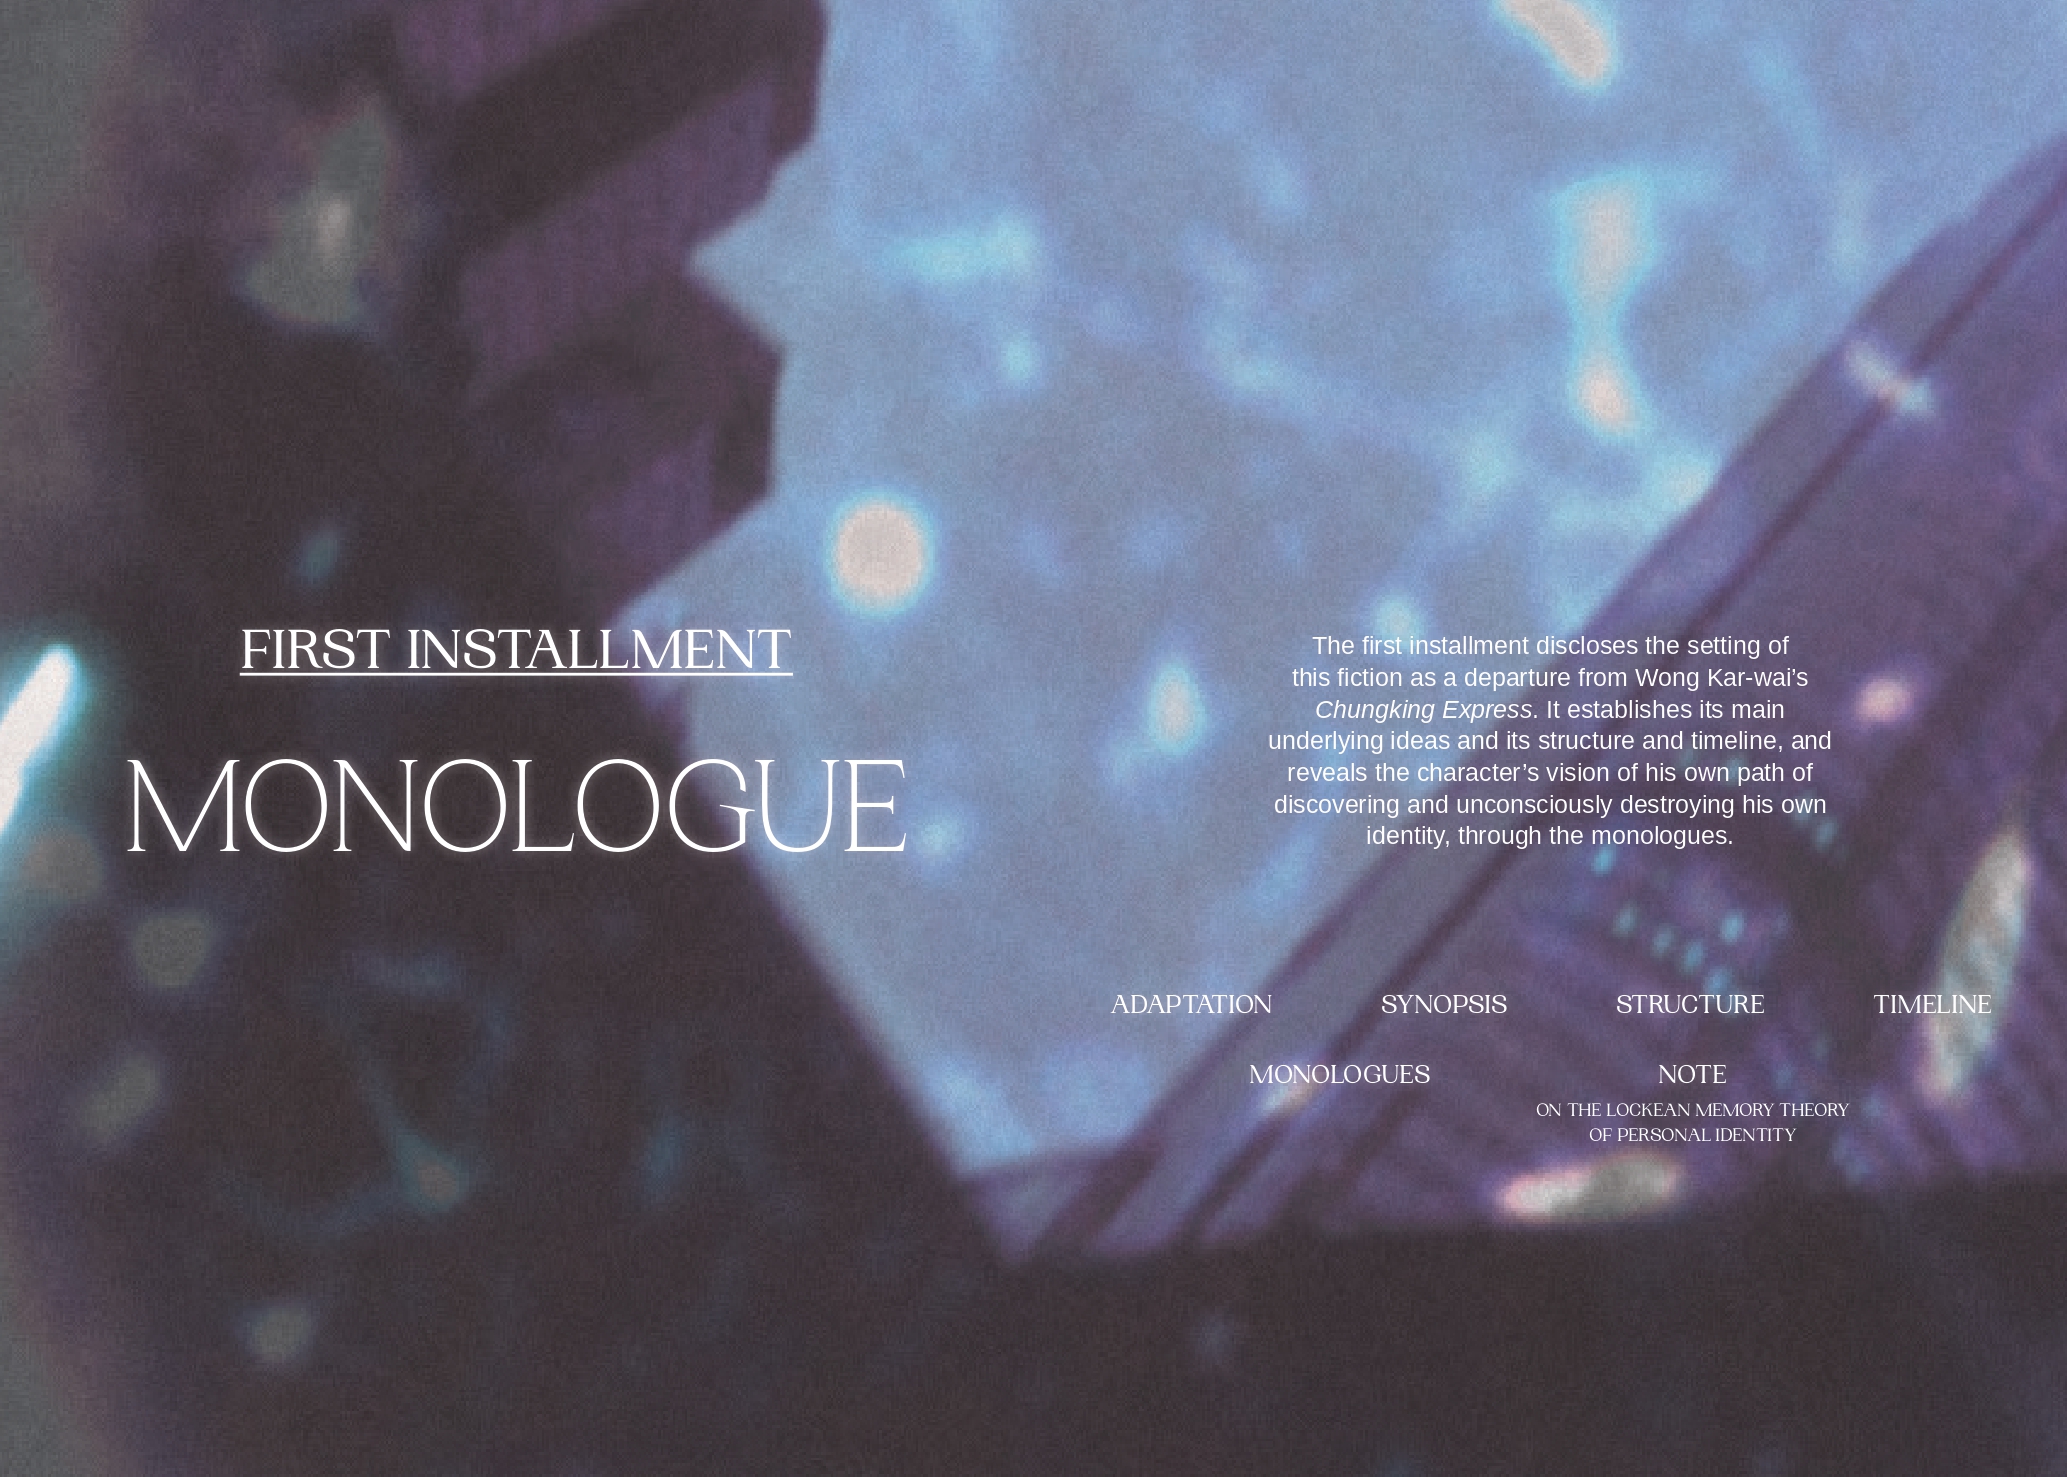 FIRST INSTALLMENT
MONOLOGUE
The first installment discloses the setting of
this fiction as a departure from Wong Kar-wai’s
Chungking Express. It establishes its main
underlying ideas and its structure and timeline, and
reveals the character’s vision of his own path of
discovering and unconsciously destroying his own
identity, through the monologues.
ADAPTATION SYNOPSIS STRUCTURE TIMELINE
MONOLOGUES NOTE
ON THE LOCKEAN MEMORY THEORY
OF PERSONAL IDENTITY